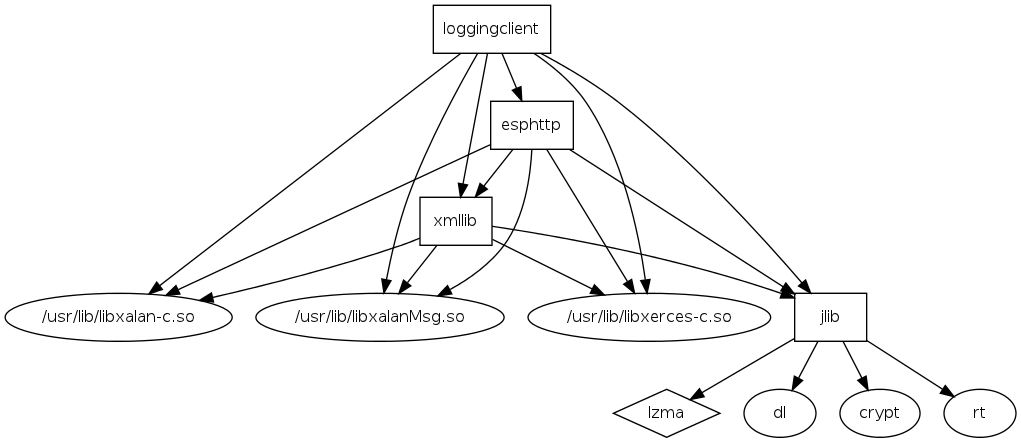 loggingclient
esphttp
xmllib
/usr/lib/libxalan-c.so
/usr/lib/libxalanMsg.so
/usr/lib/libxerces-c.so
jlib
lzma
dl
crypt
rt